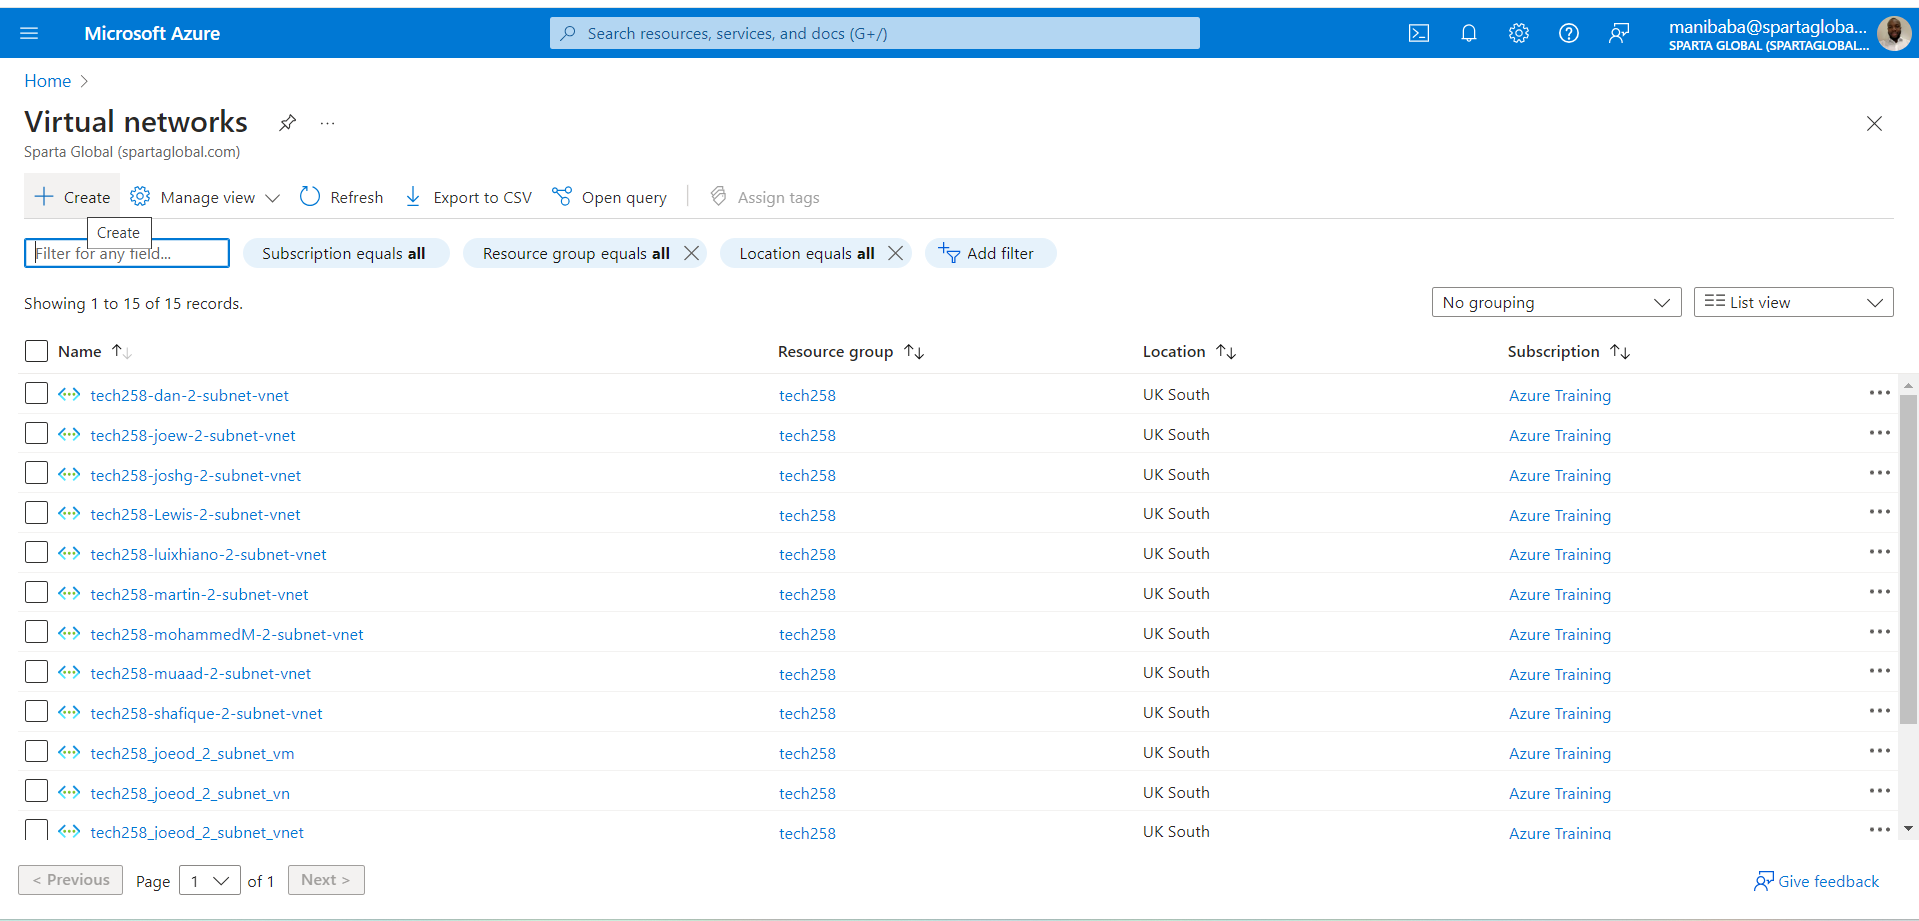 Microsoft Azure
Search resources, services, and docs (G+/)
manibaba@spartagloba...
SPARTA GLOBAL (SPARTAGLOBAL...
Home
Virtual networks
Sparta Global (spartaglobal.com)
Create Manage view Refresh Export to CSV Open query Assign tags
Create
Filter for any field... Subscription equals all Resource group equals all Location equals all Add filter
Showing 1 to 15 of 15 records. No grouping List view
Name Resource group Location Subscription
tech258-dan-2-subnet-vnet tech258 UK South Azure Training
tech258-joew-2-subnet-vnet tech258 UK South Azure Training
tech258-joshg-2-subnet-vnet tech258 UK South Azure Training
tech258-Lewis-2-subnet-vnet tech258 UK South Azure Training
tech258-luixhiano-2-subnet-vnet tech258 UK South Azure Training
tech258-martin-2-subnet-vnet tech258 UK South Azure Training
tech258-mohammedM-2-subnet-vnet tech258 UK South Azure Training
tech258-muaad-2-subnet-vnet tech258 UK South Azure Training
tech258-shafique-2-subnet-vnet tech258 UK South Azure Training
tech258_joeod_2_subnet_vm tech258 UK South Azure Training
tech258_joeod_2_subnet_vn tech258 UK South Azure Training
tech258_joeod_2_subnet_vnet tech258 UK South Azure Training
< Previous Page 1 of 1 Next > Give feedback